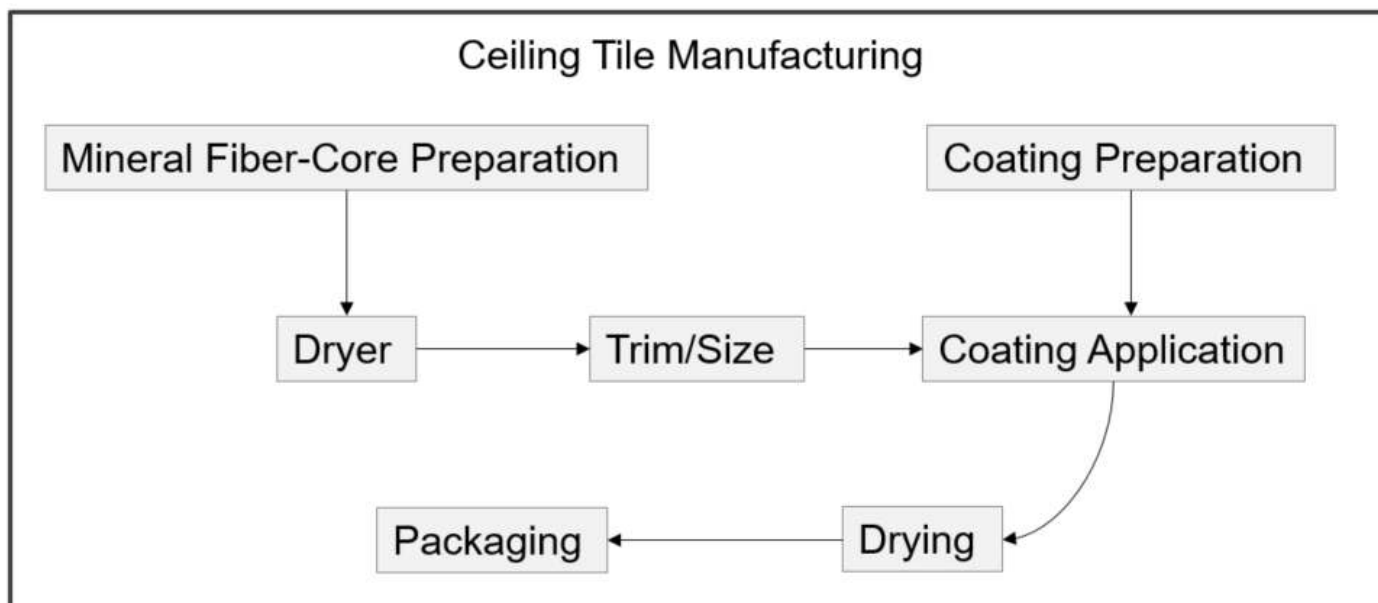 Ceiling Tile Manufacturing
Mineral Fiber-Core Preparation
Coating Preparation
Dryer
Trim/Size
Coating Application
Packaging
Drying